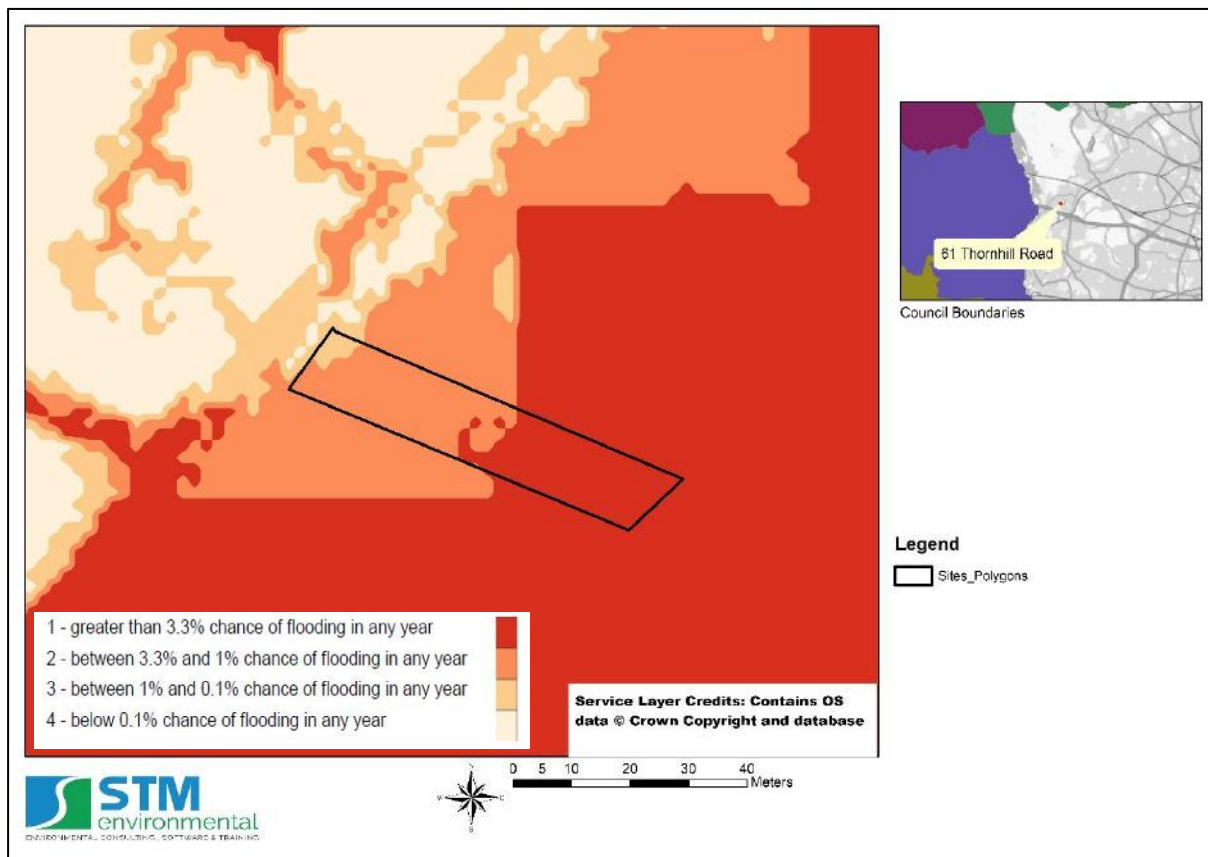 61 Thornhill Road
Council Boundaries
Legend
Sites_Polygons
1 - greater than 3.3% chance of flooding in any year
2 - between 3.3% and 1% chance of flooding in any year
3 - between 1% and 0.1% chance of flooding in any year
4 - below 0.1% chance of flooding in any year
Service Layer Credits: Contains OS
data © Crown Copyright and database
STM
environmental
ENVIRONMENTAL CONSULTING, SOFTWARE & TRAINING
N
W
E
S
0 5 10 20 30 40
Meters